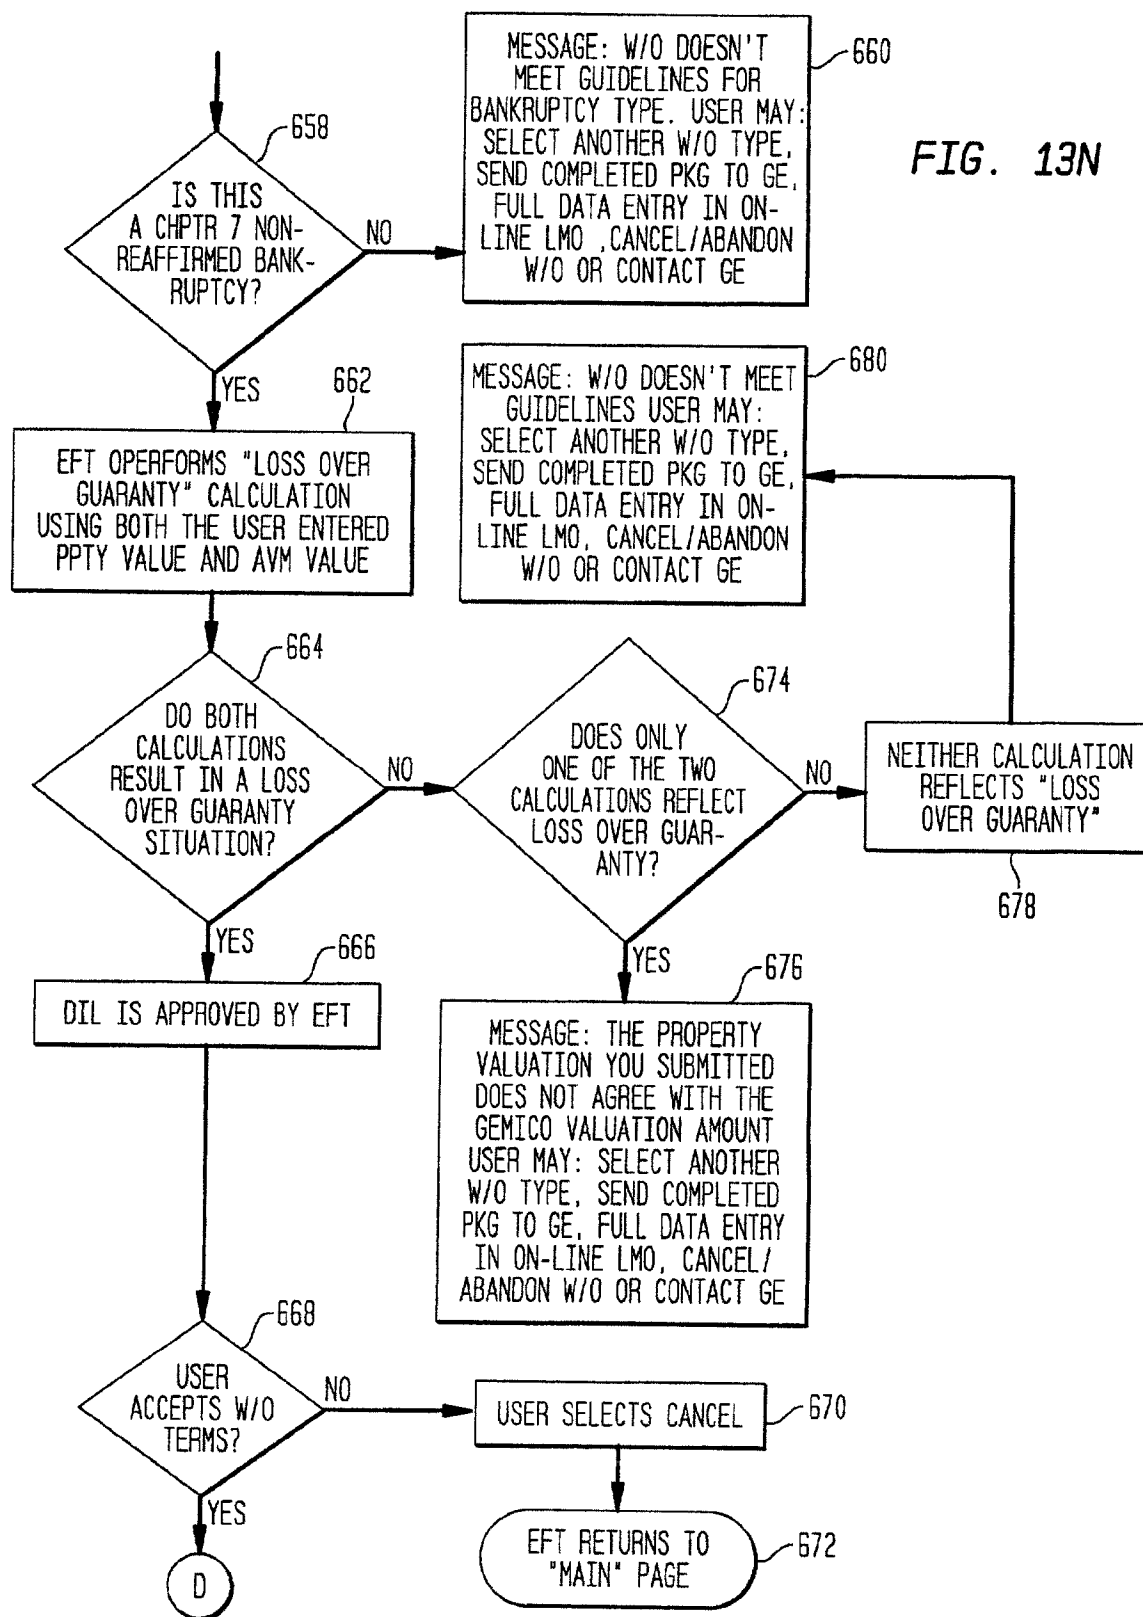 FIG. 13N
658
IS THIS
A CHPTR 7 NON-
REAFFIRMED BANK-
RUPTCY?
NO
YES
660
MESSAGE: W/O DOESN'T
MEET GUIDELINES FOR
BANKRUPTCY TYPE. USER MAY:
SELECT ANOTHER W/O TYPE,
SEND COMPLETED PKG TO GE,
FULL DATA ENTRY IN ON-
LINE LMO ,CANCEL/ABANDON
W/O OR CONTACT GE
662
EFT OPERFORMS "LOSS OVER
GUARANTY" CALCULATION
USING BOTH THE USER ENTERED
PPTY VALUE AND AVM VALUE
680
MESSAGE: W/O DOESN'T MEET
GUIDELINES USER MAY:
SELECT ANOTHER W/O TYPE,
SEND COMPLETED PKG TO GE,
FULL DATA ENTRY IN ON-
LINE LMO, CANCEL/ABANDON
W/O OR CONTACT GE
664
DO BOTH
CALCULATIONS
RESULT IN A LOSS
OVER GUARANTY
SITUATION?
NO
YES
674
DOES ONLY
ONE OF THE TWO
CALCULATIONS REFLECT
LOSS OVER GUAR-
ANTY?
NO
YES
NEITHER CALCULATION
REFLECTS "LOSS
OVER GUARANTY"
678
666
DIL IS APPROVED BY EFT
676
MESSAGE: THE PROPERTY
VALUATION YOU SUBMITTED
DOES NOT AGREE WITH THE
GEMICO VALUATION AMOUNT
USER MAY: SELECT ANOTHER
W/O TYPE, SEND COMPLETED
PKG TO GE, FULL DATA ENTRY
IN ON-LINE LMO, CANCEL/
ABANDON W/O OR CONTACT GE
668
USER
ACCEPTS W/O
TERMS?
NO
YES
USER SELECTS CANCEL
670
EFT RETURNS TO
"MAIN" PAGE
672
D